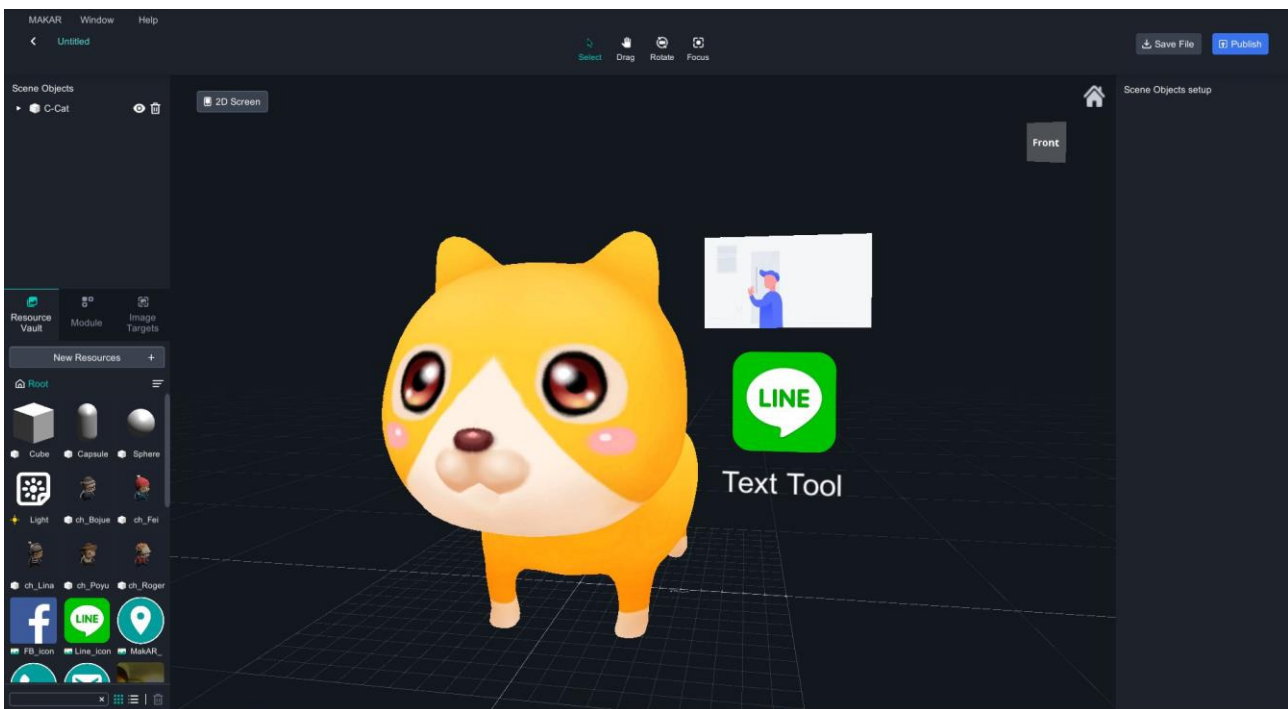 MAKAR Window Help
Untitled
Select Drag Rotate Focus
Save File Publish
Scene Objects
C-Cat
2D Screen
Front
Scene Objects setup
Resource Vault
Module
Image Targets
New Resources +
Root
Cube Capsule Sphere
Light ch_Bojue ch_Fei
ch_Lina ch_Poyu ch_Roger
LINE
FB_icon Line_icon MakAR_
LINE
Text Tool